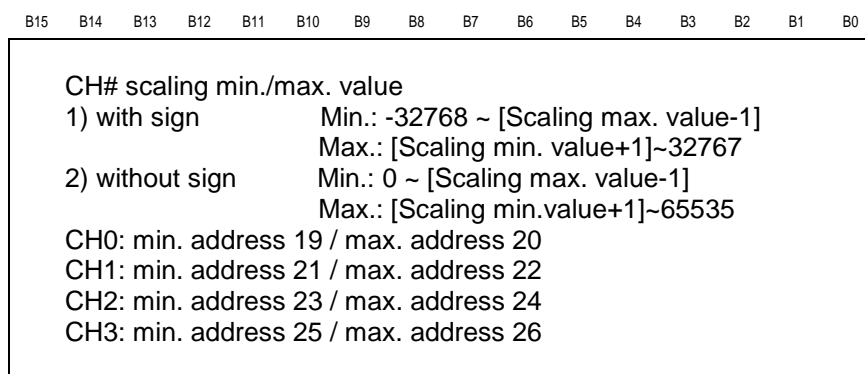 B15 B14 B13 B12 B11 B10 B9 B8 B7 B6 B5 B4 B3 B2 B1 B0
CH# scaling min./max. value
1) with sign Min.: -32768 ~ [Scaling max. value-1]
Max.: [Scaling min. value+1]~32767
2) without sign Min.: 0 ~ [Scaling max. value-1]
Max.: [Scaling min.value+1]~65535
CH0: min. address 19 / max. address 20
CH1: min. address 21 / max. address 22
CH2: min. address 23 / max. address 24
CH3: min. address 25 / max. address 26